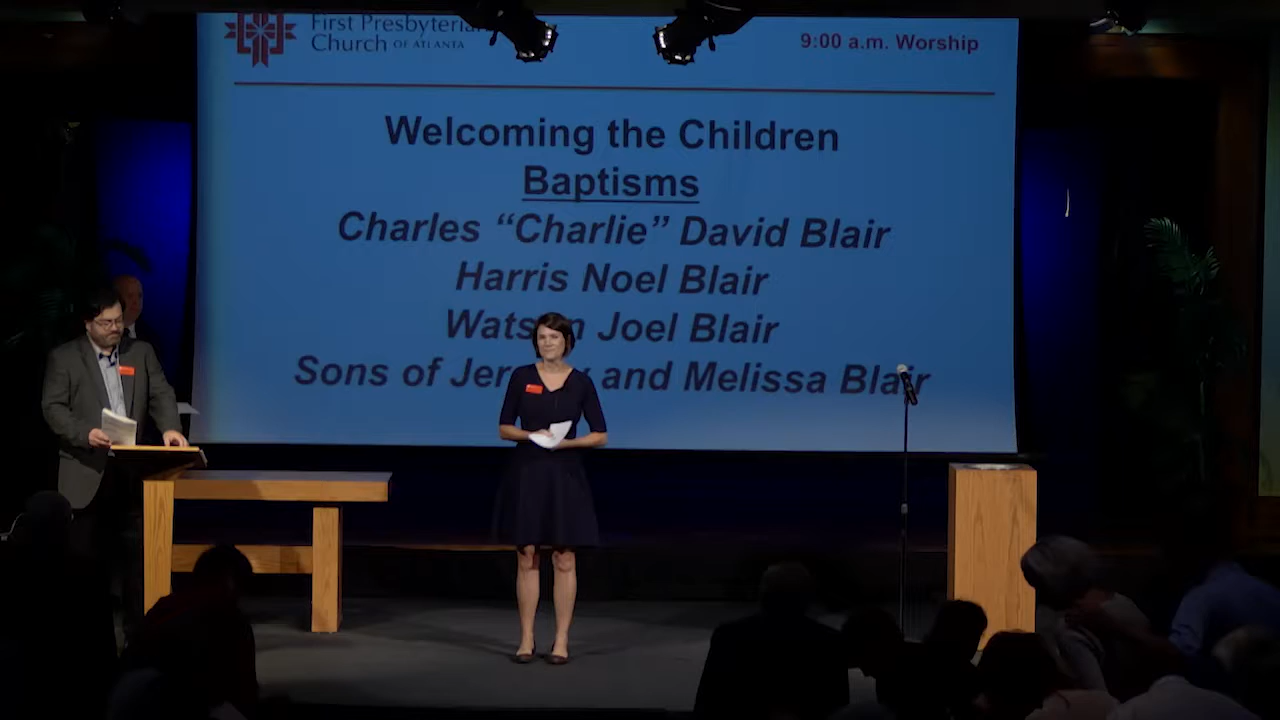 First Presbyterian
Church OF ATLANTA
9:00 a.m. Worship
Welcoming the Children
Baptisms
Charles “Charlie” David Blair
Harris Noel Blair
Joel Blair
Sons of and Melissa Blair